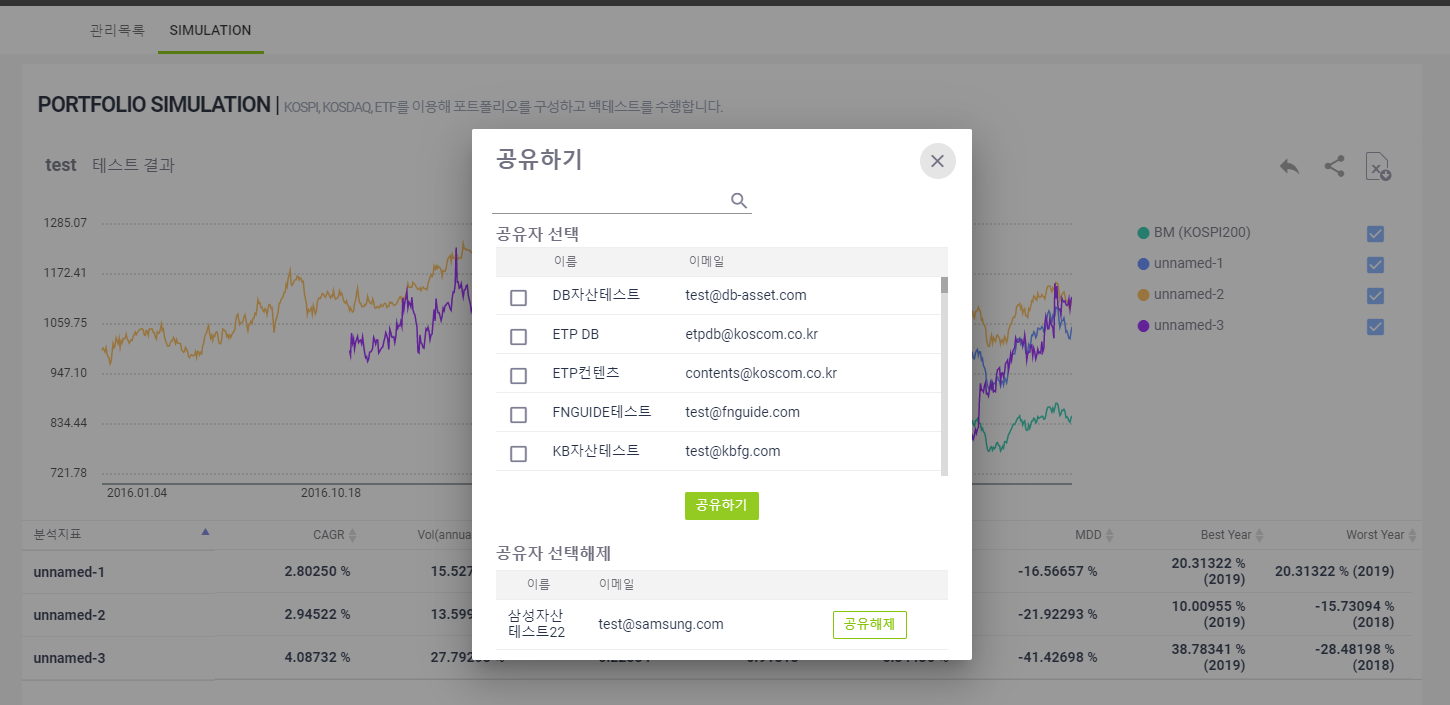 관리목록 SIMULATION
PORTFOLIO SIMULATION | KOSPI, KOSDAQ, ETF를 이용해 포트폴리오를 구성하고 백테스트를 수행합니다.
test 테스트 결과
1285.07
1172.41
1059.75
947.10
834.44
721.78
2016.01.04 2016.10.18
BM (KOSPI200)
unnamed-1
unnamed-2
unnamed-3
공유하기
공유자 선택
이름 이메일
DB자산테스트 test@db-asset.com
ETP DB etpdb@koscom.co.kr
ETP컨텐츠 contents@koscom.co.kr
FNGUIDE테스트 test@fnguide.com
KB자산테스트 test@kbfg.com
공유하기
공유자 선택해제
이름 이메일
삼성자산
테스트22 test@samsung.com 공유해제
분석지표 CAGR MDD Best Year Worst Year
unnamed-1 2.80250 % -16.56657 % 20.31322 %
(2019) 20.31322 % (2019)
unnamed-2 2.94522 % -21.92293 % 10.00955 % -15.73094 %
(2019) (2018)
unnamed-3 4.08732 % -41.42698 % 38.78341 % -28.48198 %
(2019) (2018)